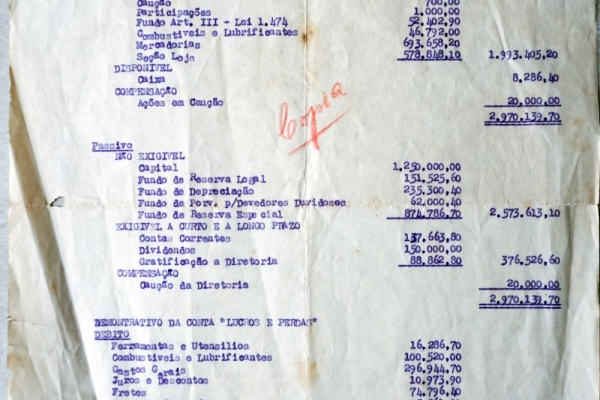 Caução 700,00
Participações 1.000,00
Fundo Art. III - Lei 1.474 52.402,90
Combustiveis e Lubrificantes 46.792,00
Mercadorias 693.658,20
Seção Loja 578.848,10 1.993.405,20
DISPONIVEL
Caixa 8.286,40
COMPENSAÇÃO
Ações em Caução 20.000,00
2.970.139,70
Copia
Passivo
NÃO EXIGIVEL
Capital 1.250.000,00
Fundo de Reserva Legal 151.525,60
Fundo de Depreciação 235.300,40
Fundo de Porv. p/Devedores Duvidosos 62.000,40
Fundo de Reserva Especial 874.786,70 2.573.613,10
EXIGIVEL A CURTO E A LONGO PRAZO
Contas Correntes 137.663,80
Dividendos 150.000,00
Gratificação a Diretoria 88.862,80 376.526,60
COMPENSAÇÃO
Caução da Diretoria 20.000,00
2.970.139,70
DEMONTRATIVO DA CONTA "LUCROS E PERDAS"
DEBITO
Ferramentas e Utensilios 16.286,70
Combustiveis e Lubrificantes 100.520,00
Gastos Gerais 296.944,70
Juros e Descontos 10.973,90
Fretes 74.796,40